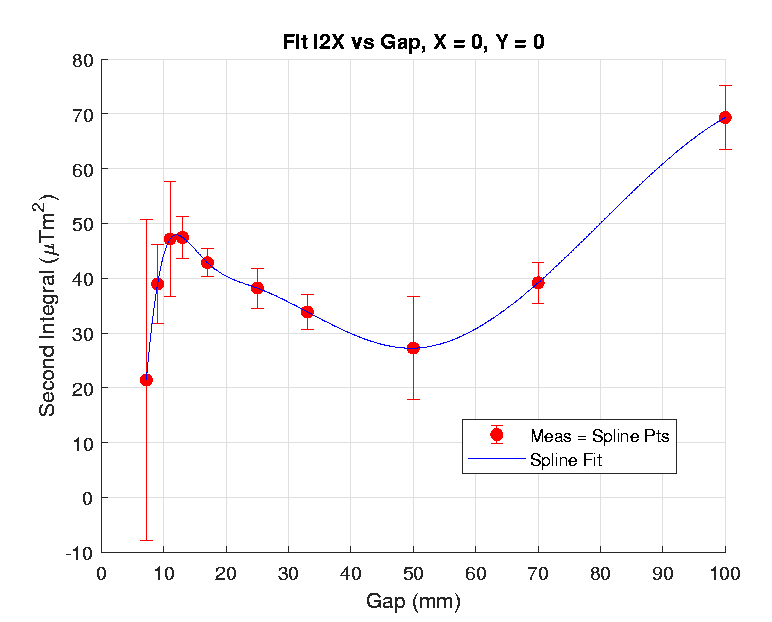 FIt I2X vs Gap, X = 0, Y = 0
80
70
60
50
40
30
20
10
0
-10
Second Integral (μTm²)
Meas = Spline Pts
Spline Fit
0 10 20 30 40 50 60 70 80 90 100
Gap (mm)